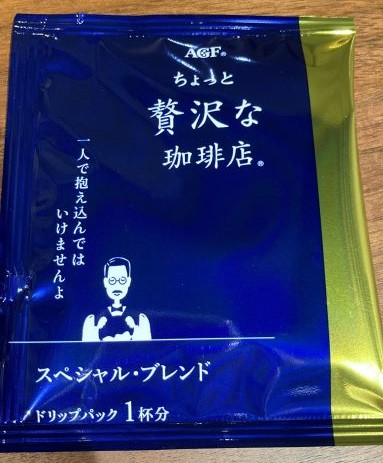 AGF®
ちょっと
贅沢な
珈琲店®
一人で抱え込んでは
いけませんよ
スペシャル・ブレンド
ドリップパック 1杯分